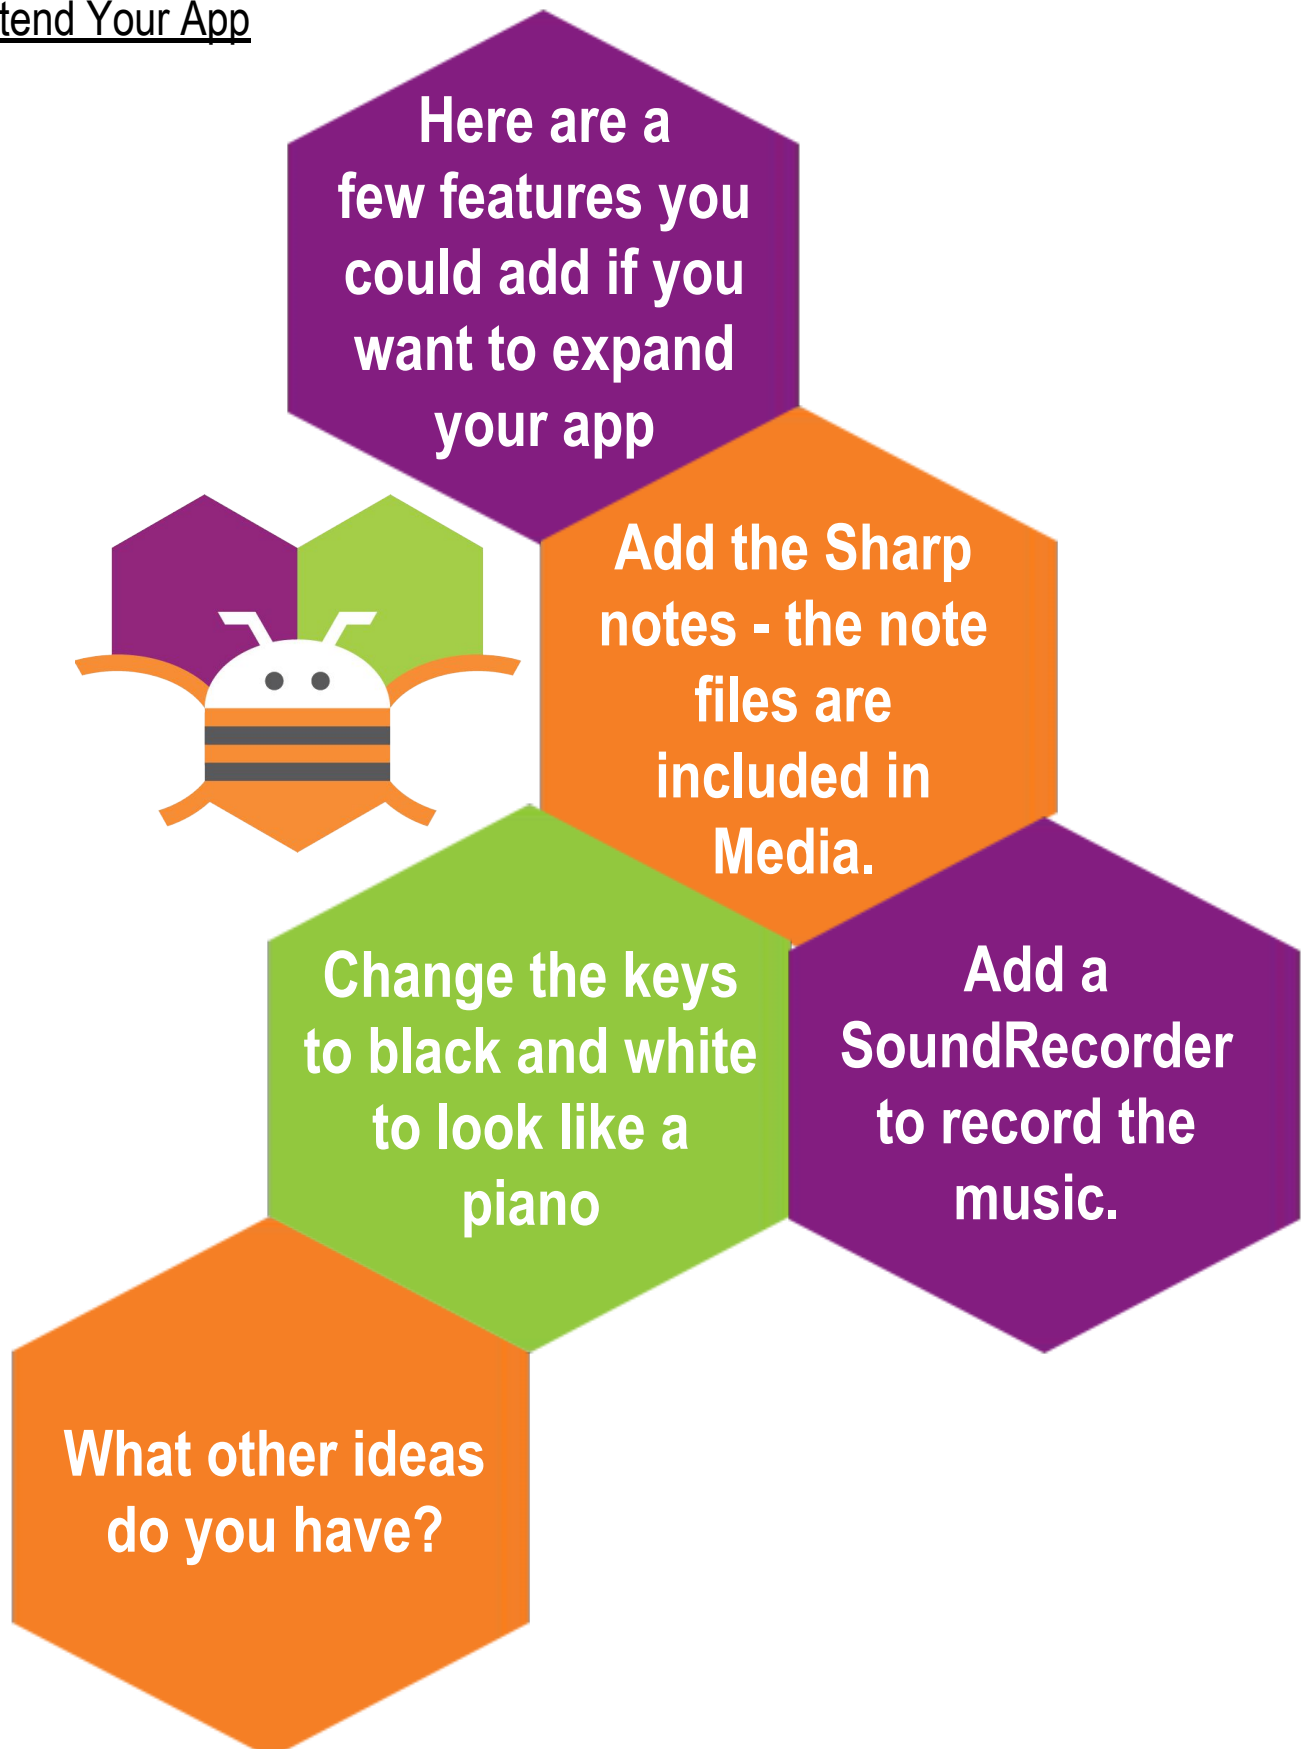 tend Your App
Here are a
few features you
could add if you
want to expand
your app
Add the Sharp
notes - the note
files are
included in
Media.
Change the keys
to black and white
to look like a
piano
Add a
SoundRecorder
to record the
music.
What other ideas
do you have?